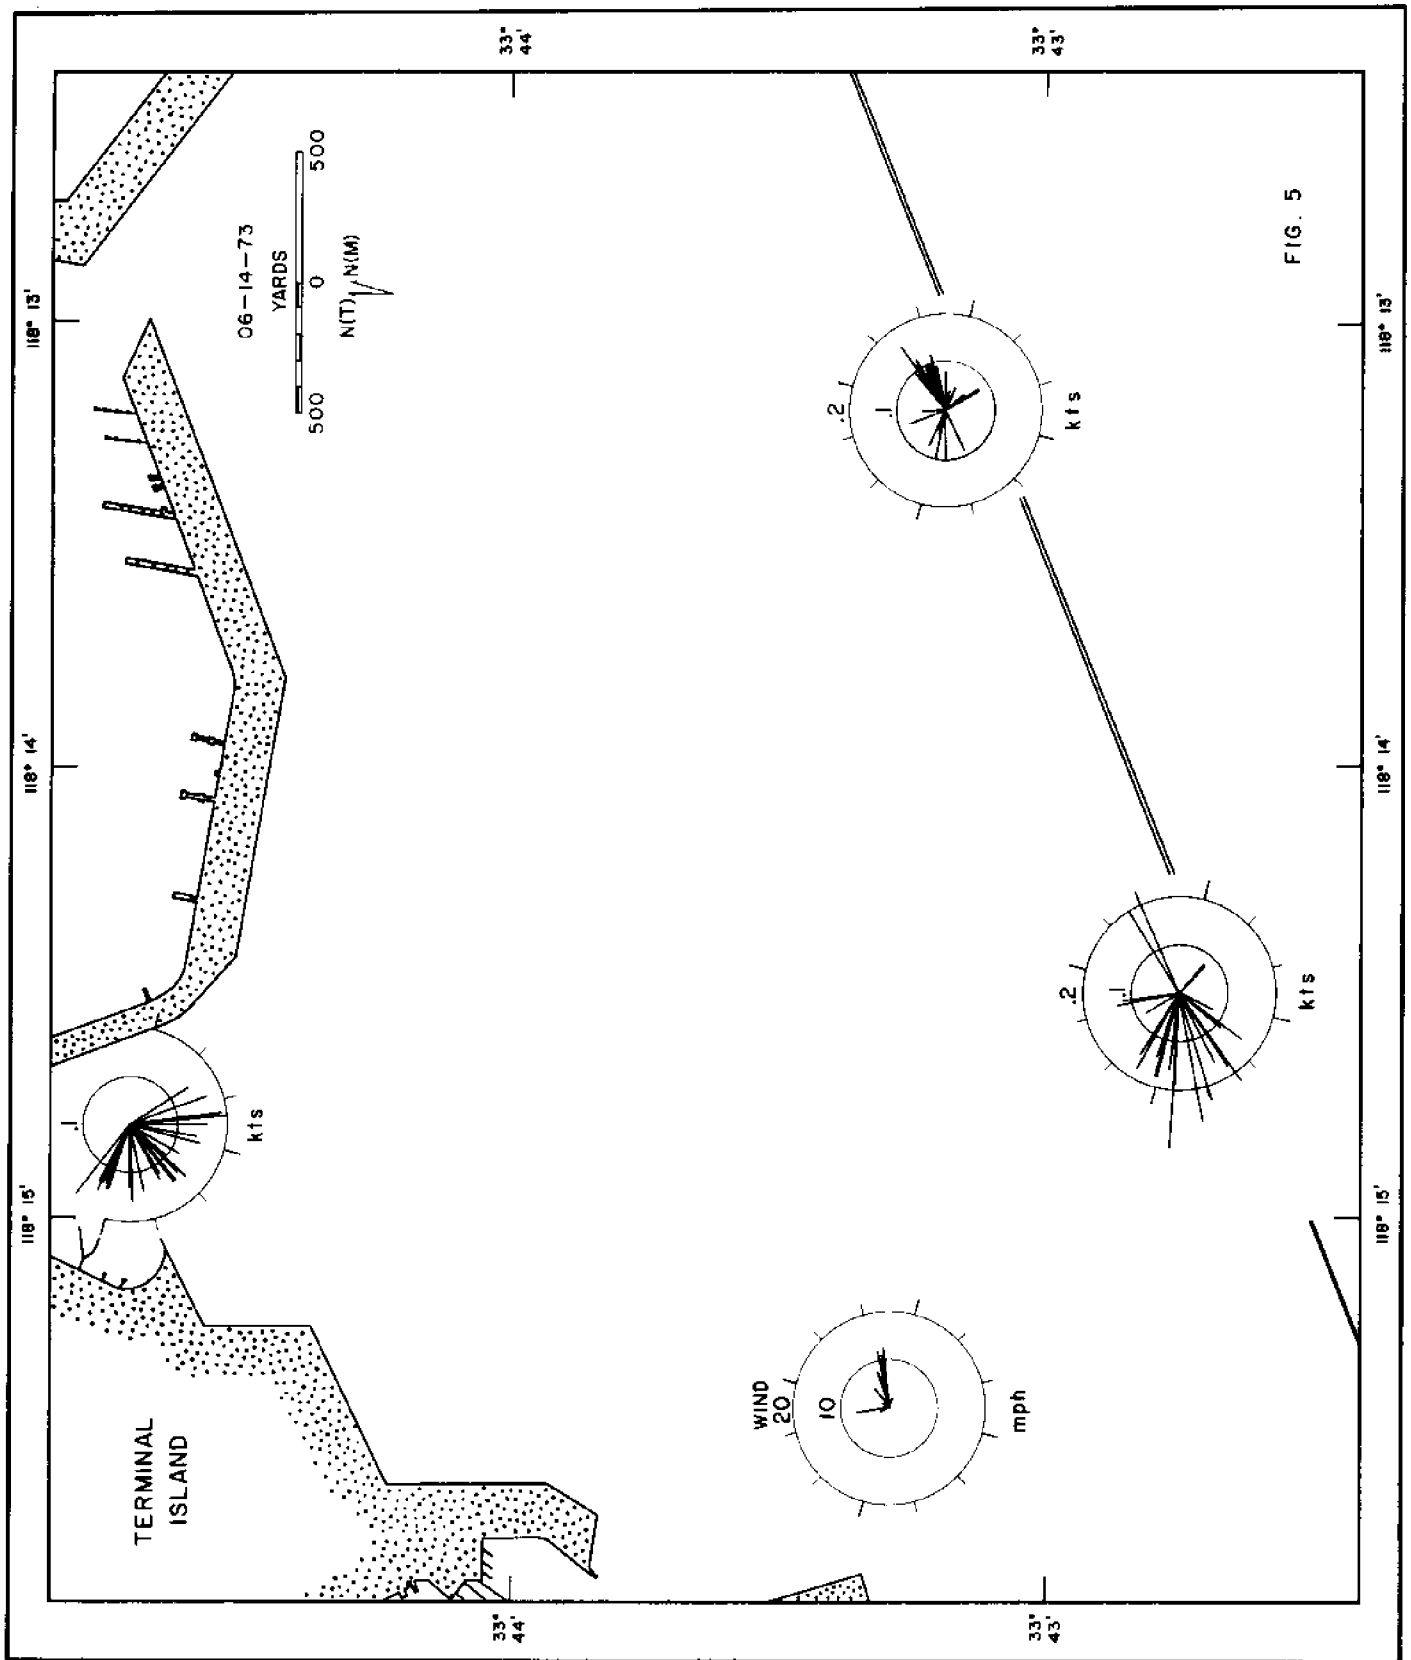 118° 15' 118° 14' 118° 13'
.1
kts
TERMINAL
ISLAND
06-14-73
YARDS
500 0 500
N(T) N(M)
33°
44'
33°
44'
WIND
20
10
mph
.2
.1
kts
33°
43'
33°
43'
.2
.1
kts
FIG. 5
118° 15' 118° 14' 118° 13'